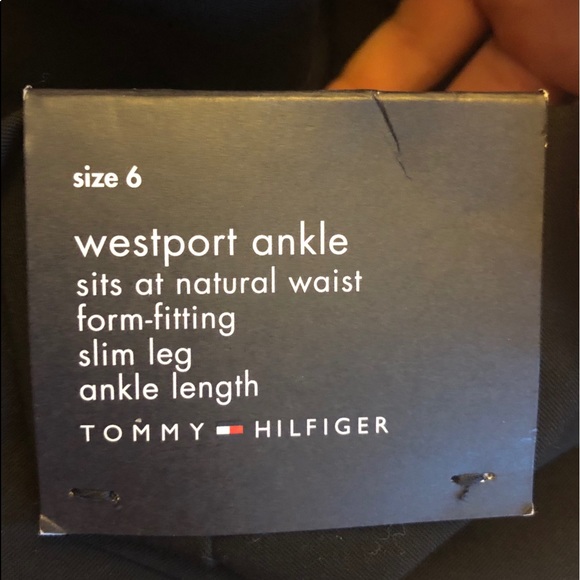 size 6
westport ankle
sits at natural waist
form-fitting
slim leg
ankle length
TOMMY HILFIGER